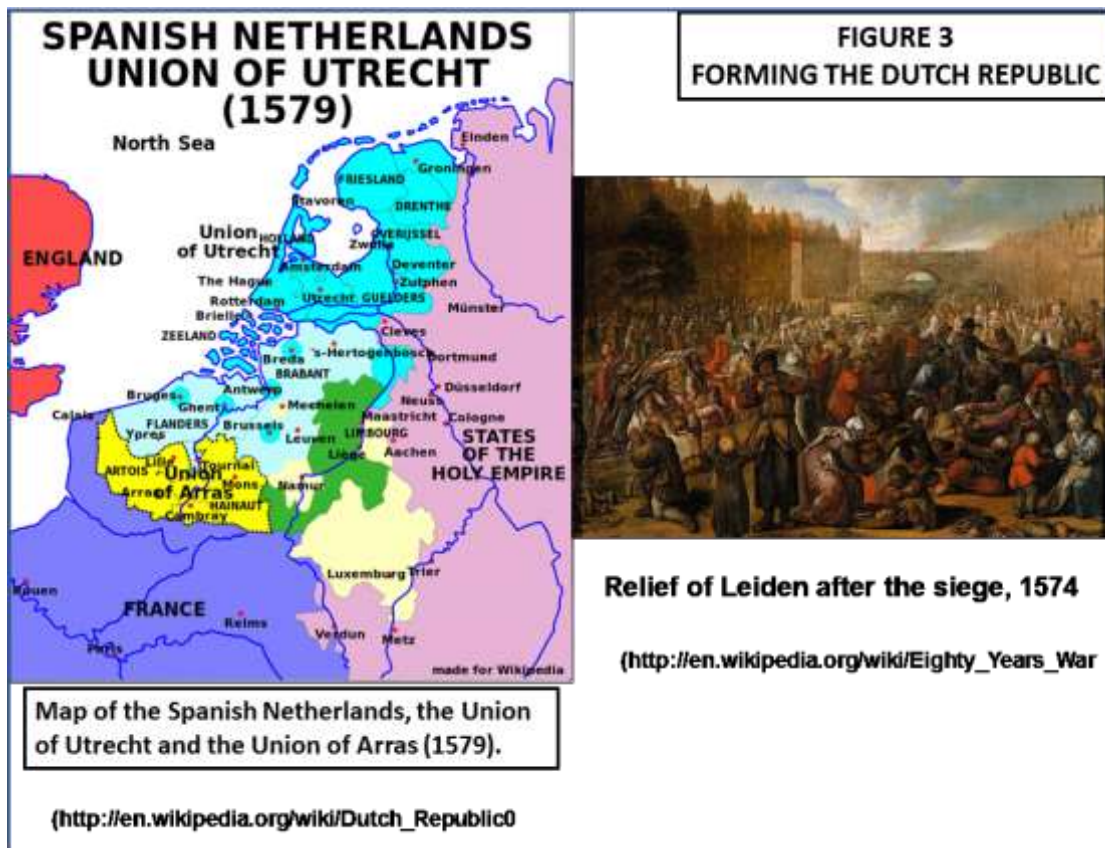 SPANISH NETHERLANDS
UNION OF UTRECHT
(1579)
FIGURE 3
FORMING THE DUTCH REPUBLIC
North Sea
Emden
Groningen
FRIESLAND
Stavoren
DRENTHE
ENGLAND
Union
of Utrecht
HOLLAND
OVERIJSSEL
Zwolle
Amsterdam
Deventer
The Hague
Zutphen
Utrecht GUELDERS
Rotterdam
Münster
Brielle
ZEELAND
Cleves
's-Hertogenbosch
Dortmund
Breda
BRABANT
Düsseldorf
Antwerp
Bruges
Neuss
Mechelen
Ghent
Calais
Maastricht
Cologne
FLANDERS
Brussels
LIMBOURG
Ypres
Leuven
Aachen
STATES
OF THE
HOLY EMPIRE
Lille
Tournai
Liège
ARTOIS
Union
of Arras
Mons
Namur
Arras
HAINAUT
Cambray
Luxemburg
Trier
Rouen
FRANCE
Reims
Verdun
Metz
Paris
made for Wikipedia
Relief of Leiden after the siege, 1574
(http://en.wikipedia.org/wiki/Eighty_Years_War
Map of the Spanish Netherlands, the Union
of Utrecht and the Union of Arras (1579).
(http://en.wikipedia.org/wiki/Dutch_Republic0